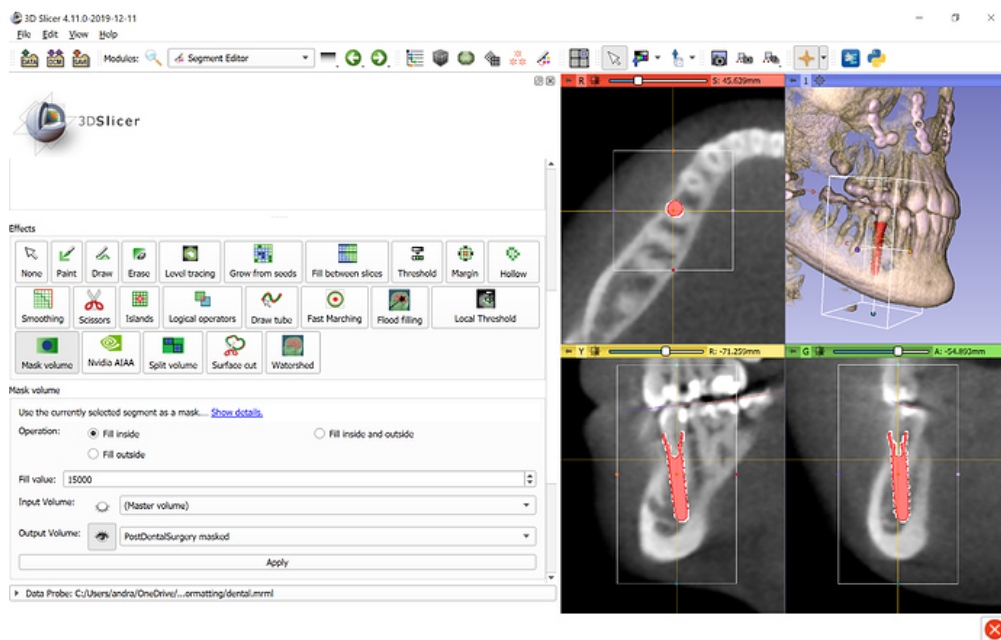 3D Slicer 4.11.0-2019-12-11
File Edit View Help
DATA DCM SAVE Modules: Segment Editor
3DSlicer
R S: 45.639mm
1
Effects
None Paint Draw Erase Level tracing Grow from seeds Fill between slices Threshold Margin Hollow
Smoothing Scissors Islands Logical operators Draw tube Fast Marching Flood filling Local Threshold
Mask volume Nvidia AIAA Split volume Surface cut Watershed
Y R: -71.259mm
G A: -54.893mm
Mask volume
Use the currently selected segment as a mask.... Show details.
Operation: Fill inside Fill inside and outside
Fill outside
Fill value: 15000
Input Volume: (Master volume)
Output Volume: PostDentalSurgery masked
Apply
Data Probe: C:/Users/andra/OneDrive/...ormatting/dental.mrml